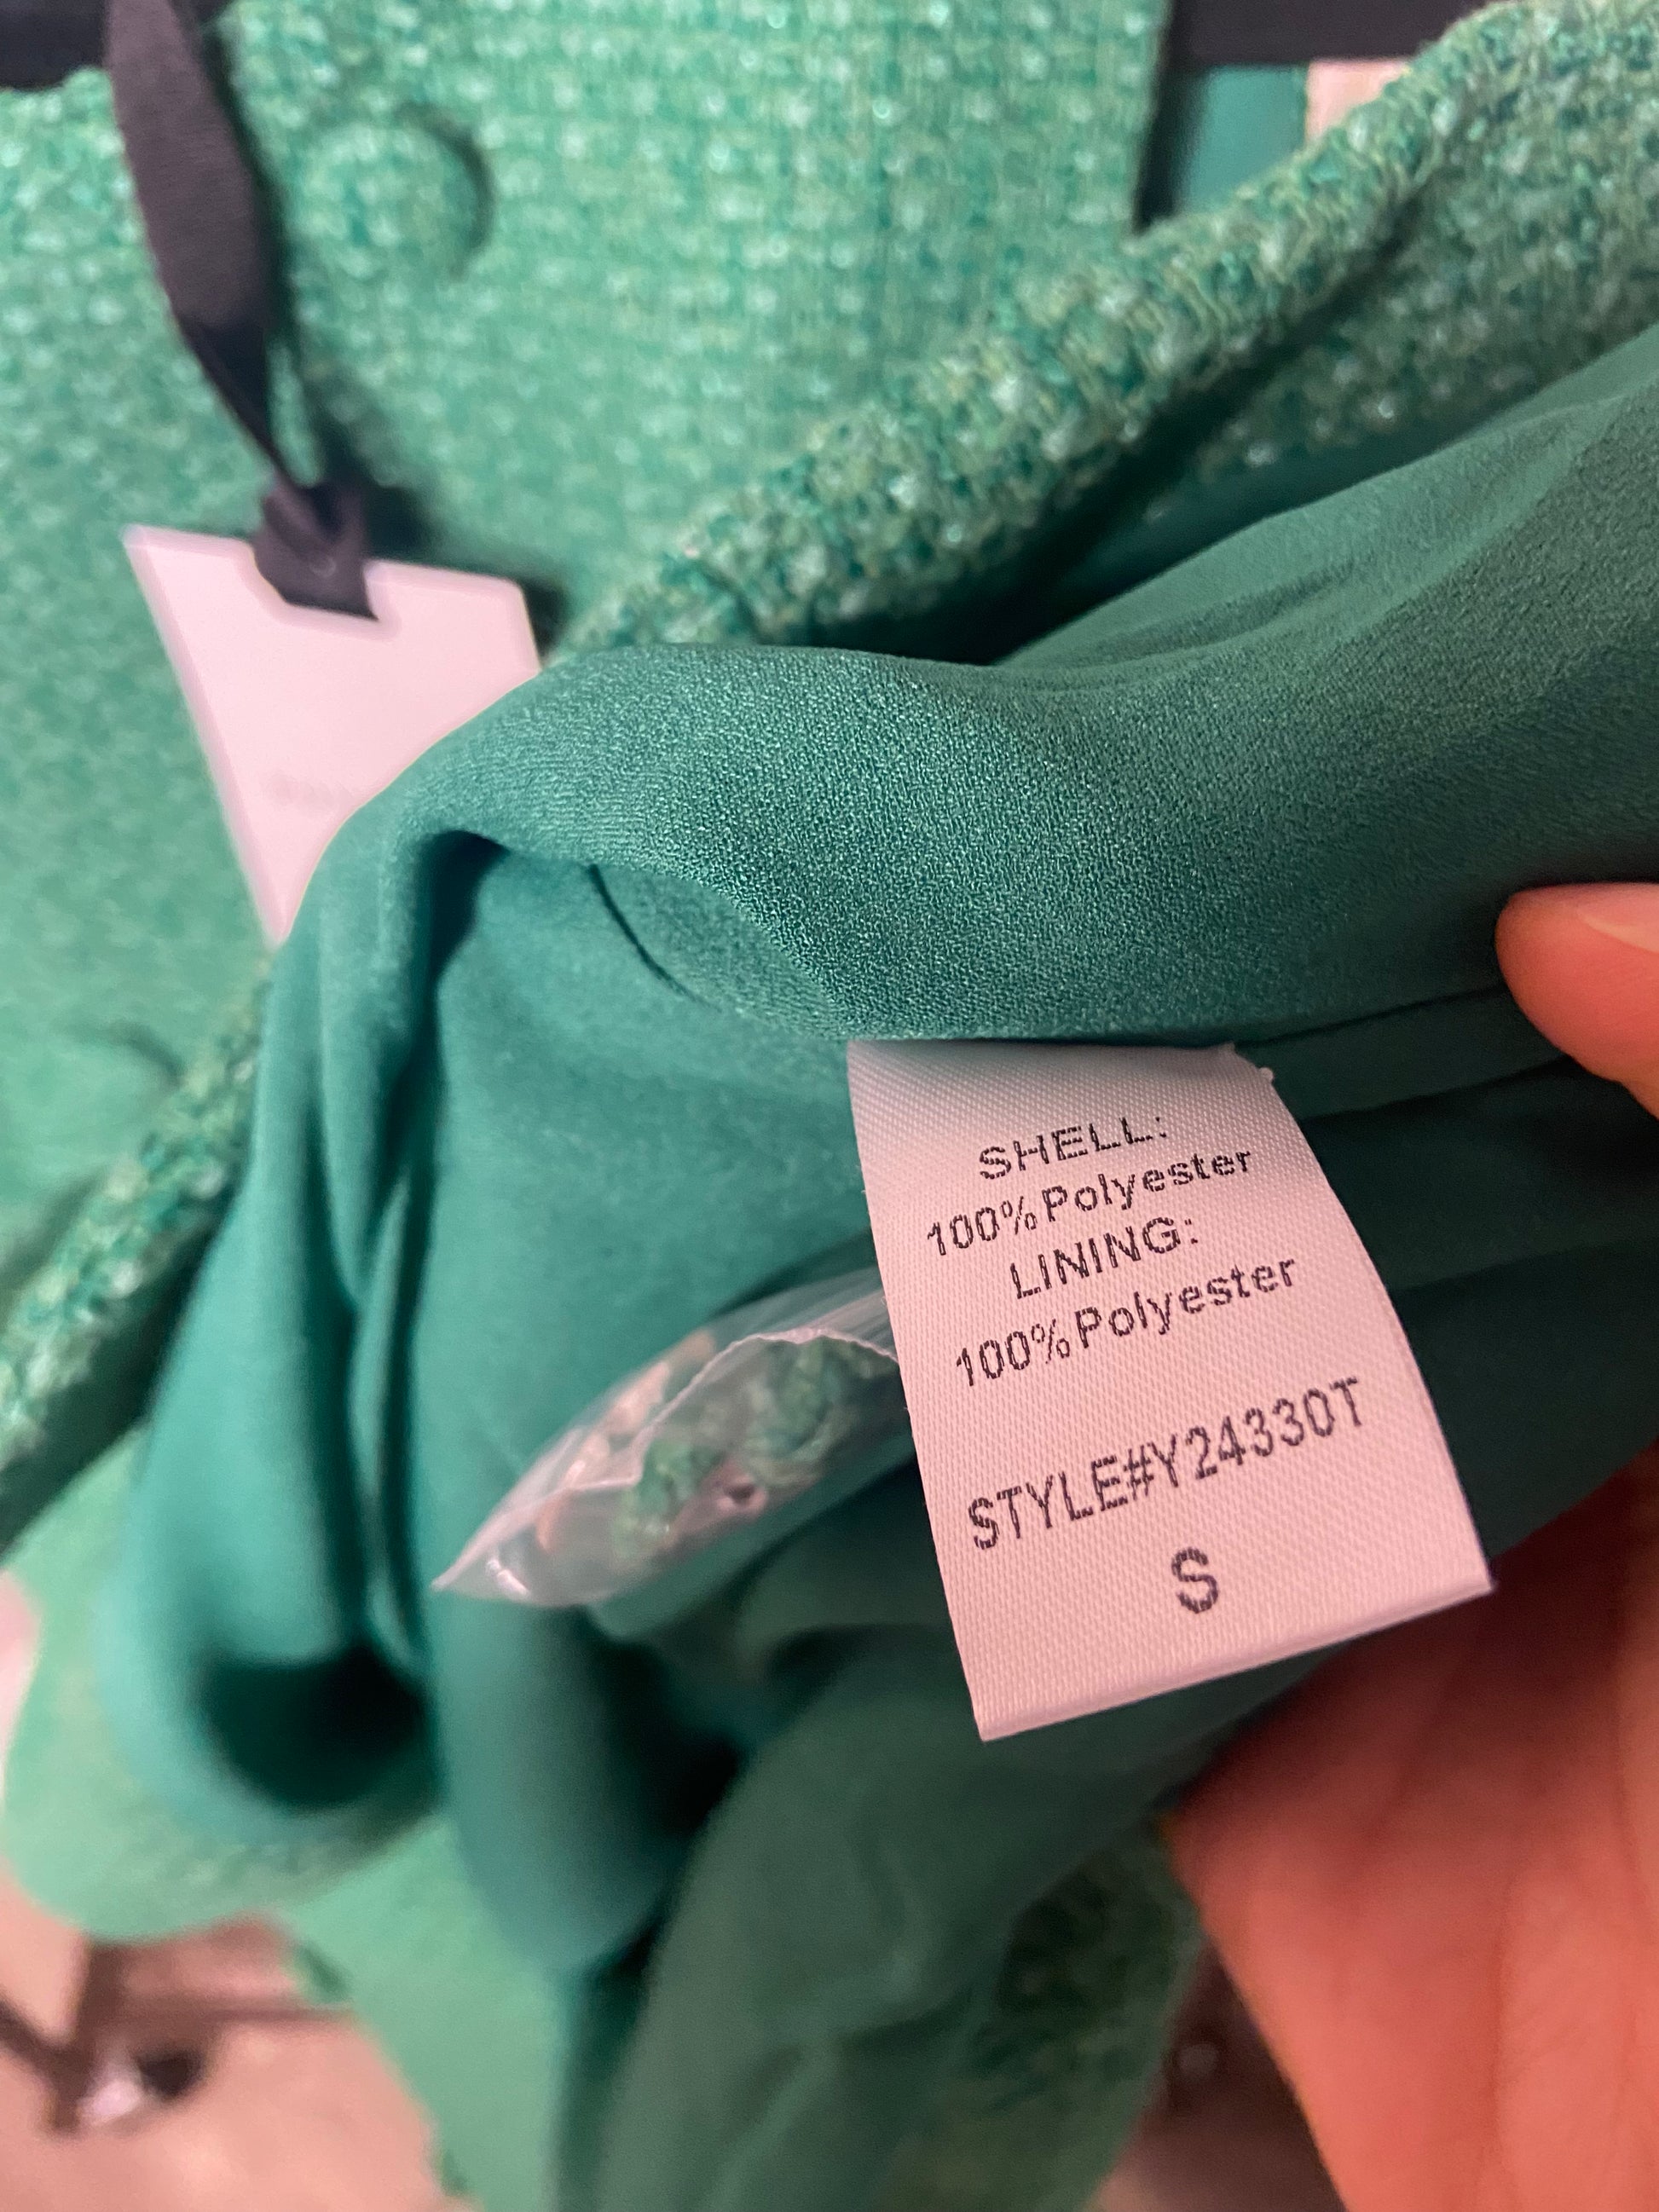 SHELL:
100%Polyester
LINING:
100%Polyester
STYLE#Y24330T
S